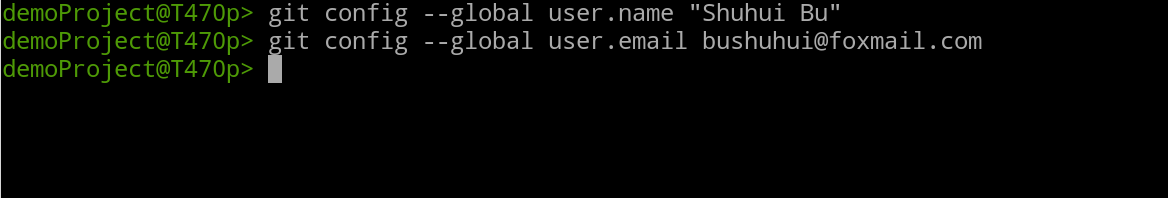 demoProject@T470p> git config --global user.name "Shuhui Bu"
demoProject@T470p> git config --global user.email bushuhui@foxmail.com
demoProject@T470p>